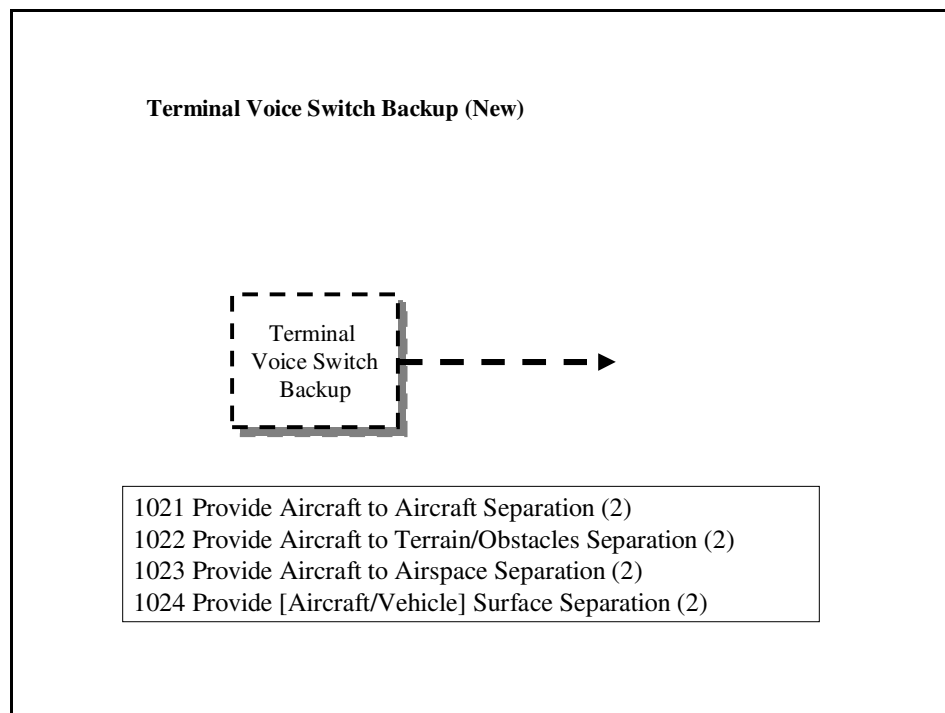 Terminal Voice Switch Backup (New)
Terminal
Voice Switch
Backup
1021 Provide Aircraft to Aircraft Separation (2)
1022 Provide Aircraft to Terrain/Obstacles Separation (2)
1023 Provide Aircraft to Airspace Separation (2)
1024 Provide [Aircraft/Vehicle] Surface Separation (2)